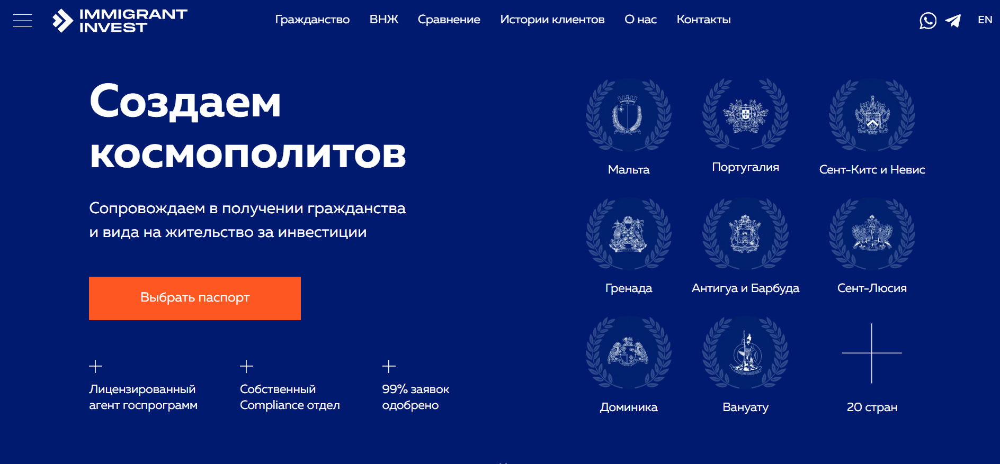 IMMIGRANT
INVEST
Гражданство
ВНЖ
Сравнение
Истории клиентов
О нас
Контакты
EN
Создаем
космополитов
Сопровождаем в получении гражданства
и вида на жительство за инвестиции
Выбрать паспорт
Лицензированный
агент госпрограмм
Собственный
Compliance отдел
99% заявок
одобрено
Мальта
Португалия
Сент-Китс и Невис
Гренада
Антигуа и Барбуда
Сент-Люсия
Доминика
Вануату
20 стран